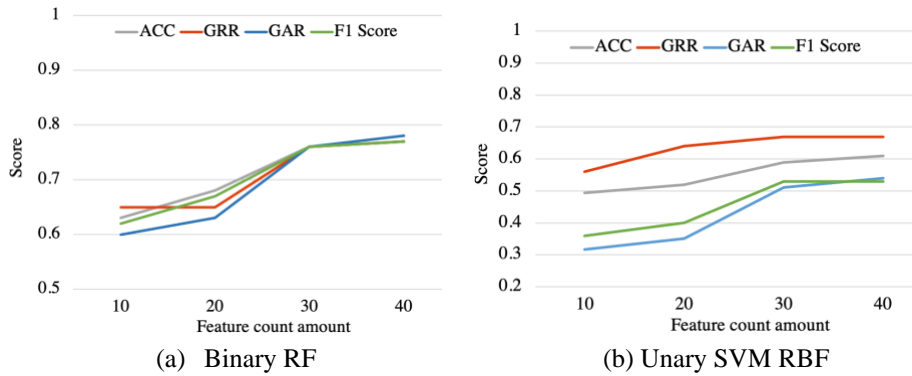 1
ACC GRR GAR F1 Score
0.9
0.8
0.7
0.6
0.5
Score
10 20 30 40
Feature count amount
(a) Binary RF
1
ACC GRR GAR F1 Score
0.9
0.8
0.7
0.6
0.5
0.4
0.3
0.2
Score
10 20 30 40
Feature count amount
(b) Unary SVM RBF